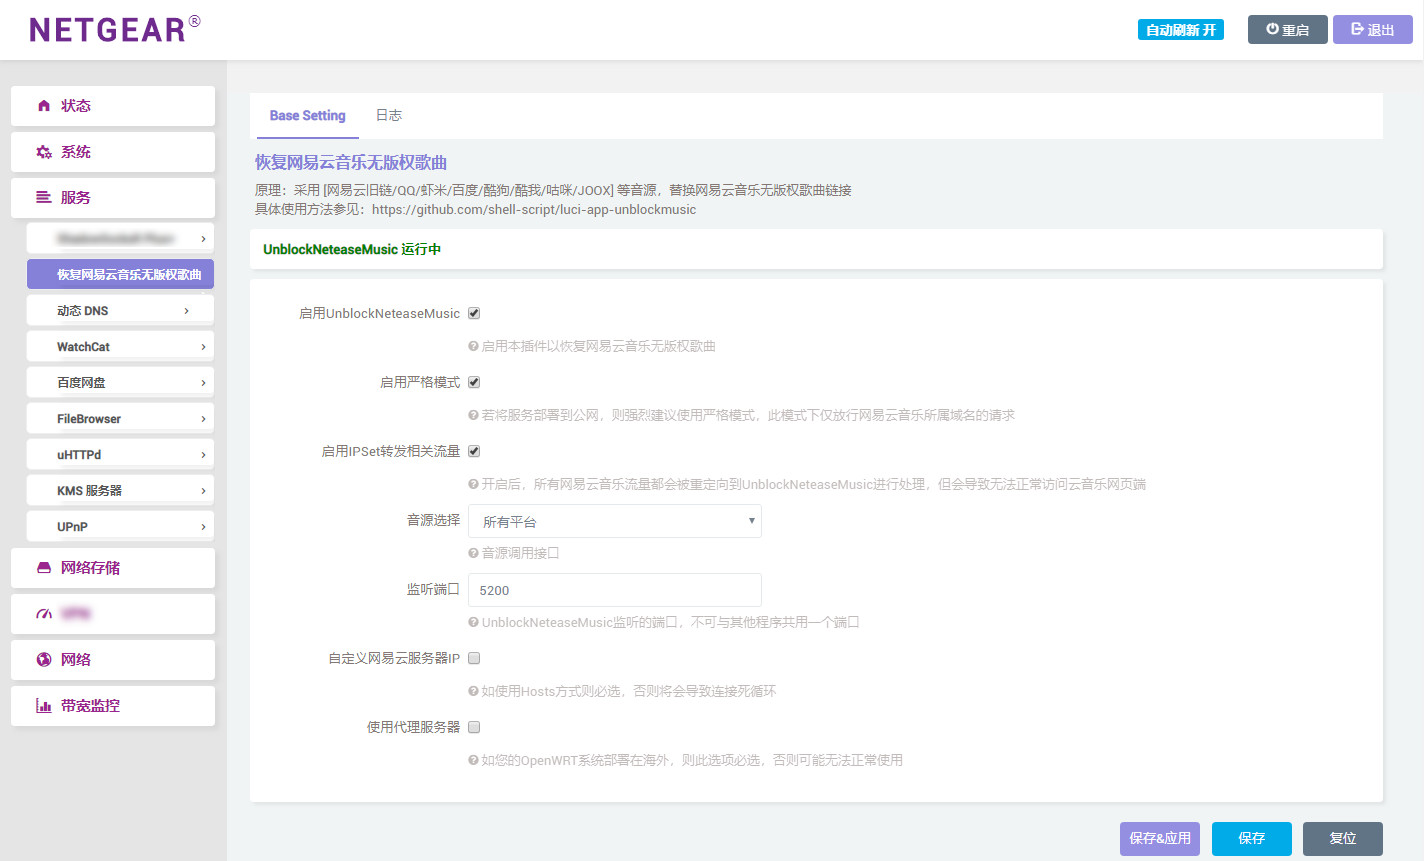 NETGEAR®
自动刷新 开
重启
退出
状态
系统
服务
恢复网易云音乐无版权歌曲
动态 DNS
WatchCat
百度网盘
FileBrowser
uHTTPd
KMS 服务器
UPnP
网络存储
网络
带宽监控
Base Setting
日志
恢复网易云音乐无版权歌曲
原理：采用 [网易云旧链/QQ/虾米/百度/酷狗/酷我/咕咪/JOOX] 等音源，替换网易云音乐无版权歌曲链接
具体使用方法参见：https://github.com/shell-script/luci-app-unblockmusic
UnblockNeteaseMusic 运行中
启用UnblockNeteaseMusic
启用本插件以恢复网易云音乐无版权歌曲
启用严格模式
若将服务部署到公网，则强烈建议使用严格模式，此模式下仅放行网易云音乐所属域名的请求
启用IPSet转发相关流量
开启后，所有网易云音乐流量都会被重定向到UnblockNeteaseMusic进行处理，但会导致无法正常访问云音乐网页端
音源选择
所有平台
音源调用接口
监听端口
5200
UnblockNeteaseMusic监听的端口，不可与其他程序共用一个端口
自定义网易云服务器IP
如使用Hosts方式则必选，否则将会导致连接死循环
使用代理服务器
如您的OpenWRT系统部署在海外，则此选项必选，否则可能无法正常使用
保存&应用
保存
复位